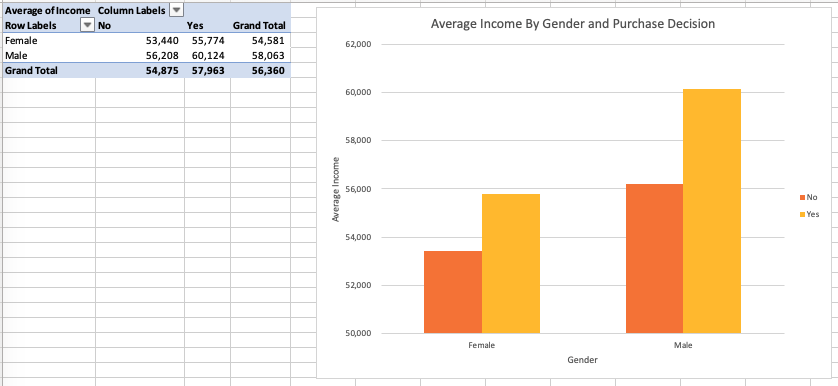 Average of Income Column Labels
Row Labels No Yes Grand Total
Female 53,440 55,774 54,581
Male 56,208 60,124 58,063
Grand Total 54,875 57,963 56,360
Average Income By Gender and Purchase Decision
62,000
60,000
58,000
56,000
54,000
52,000
50,000
Average Income
Female Male
Gender
No
Yes